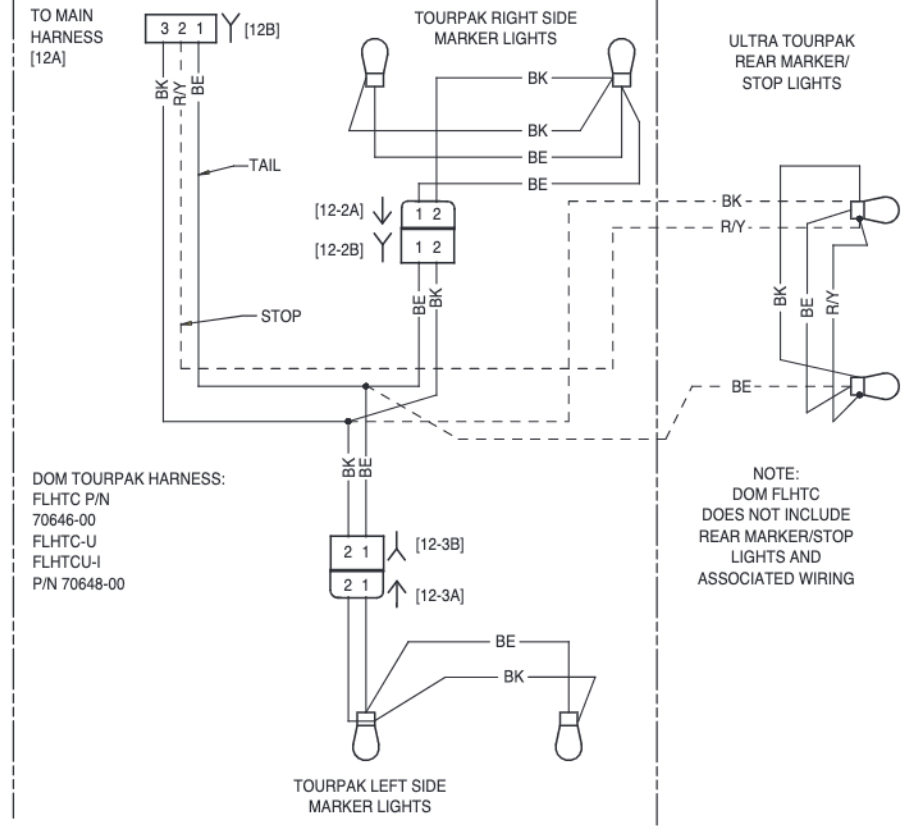 TO MAIN
HARNESS
[12A]
3 2 1
[12B]
BK
R/Y
BE
TAIL
STOP
TOURPAK RIGHT SIDE
MARKER LIGHTS
BK
BK
BE
BE
[12-2A]
1 2
[12-2B]
1 2
BE
BK
ULTRA TOURPAK
REAR MARKER/
STOP LIGHTS
BK
R/Y
BK
BE
R/Y
BE
BK
BE
DOM TOURPAK HARNESS:
FLHTC P/N
70646-00
FLHTC-U
FLHTCU-I
P/N 70648-00
2 1
[12-3B]
2 1
[12-3A]
BE
BK
TOURPAK LEFT SIDE
MARKER LIGHTS
NOTE:
DOM FLHTC
DOES NOT INCLUDE
REAR MARKER/STOP
LIGHTS AND
ASSOCIATED WIRING